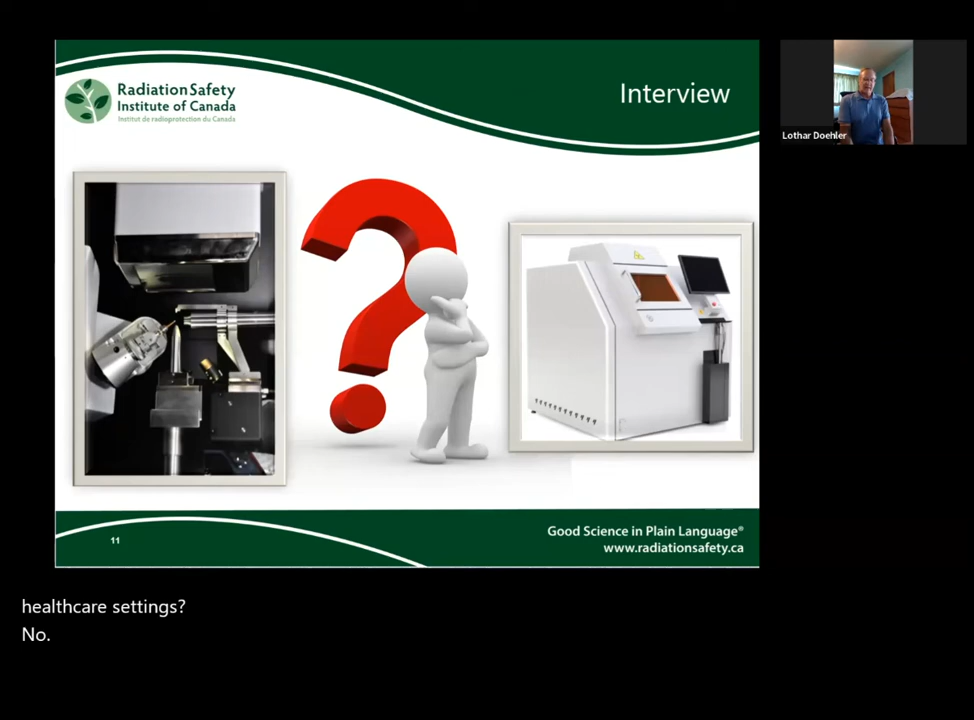 Radiation Safety
Institute of Canada
Institut de radioprotection du Canada
Interview
Lothar Doehler
11
Good Science in Plain Language®
www.radiationsafety.ca
healthcare settings?
No.